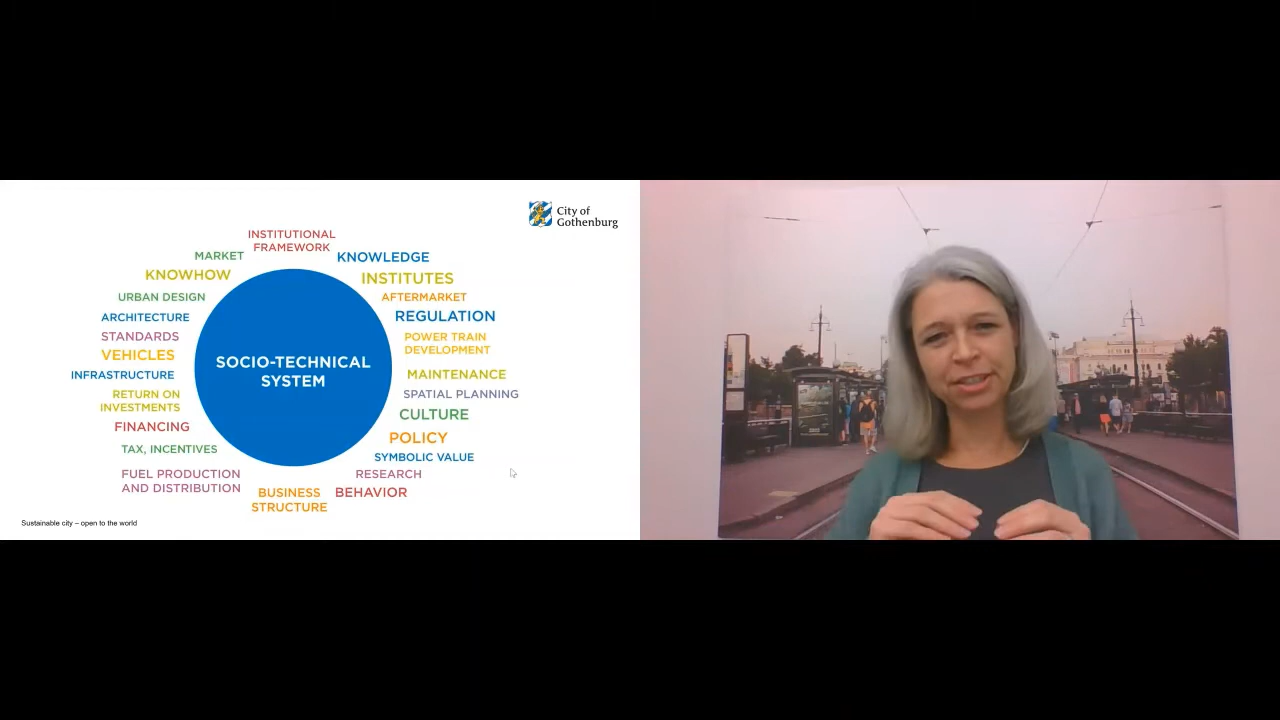 City of
Gothenburg
INSTITUTIONAL
FRAMEWORK
MARKET
KNOWLEDGE
KNOWHOW
INSTITUTES
URBAN DESIGN
AFTERMARKET
ARCHITECTURE
REGULATION
STANDARDS
POWER TRAIN
DEVELOPMENT
VEHICLES
SOCIO-TECHNICAL
SYSTEM
INFRASTRUCTURE
MAINTENANCE
RETURN ON
INVESTMENTS
SPATIAL PLANNING
CULTURE
FINANCING
POLICY
TAX, INCENTIVES
SYMBOLIC VALUE
FUEL PRODUCTION
AND DISTRIBUTION
RESEARCH
BUSINESS
STRUCTURE
BEHAVIOR
Sustainable city – open to the world